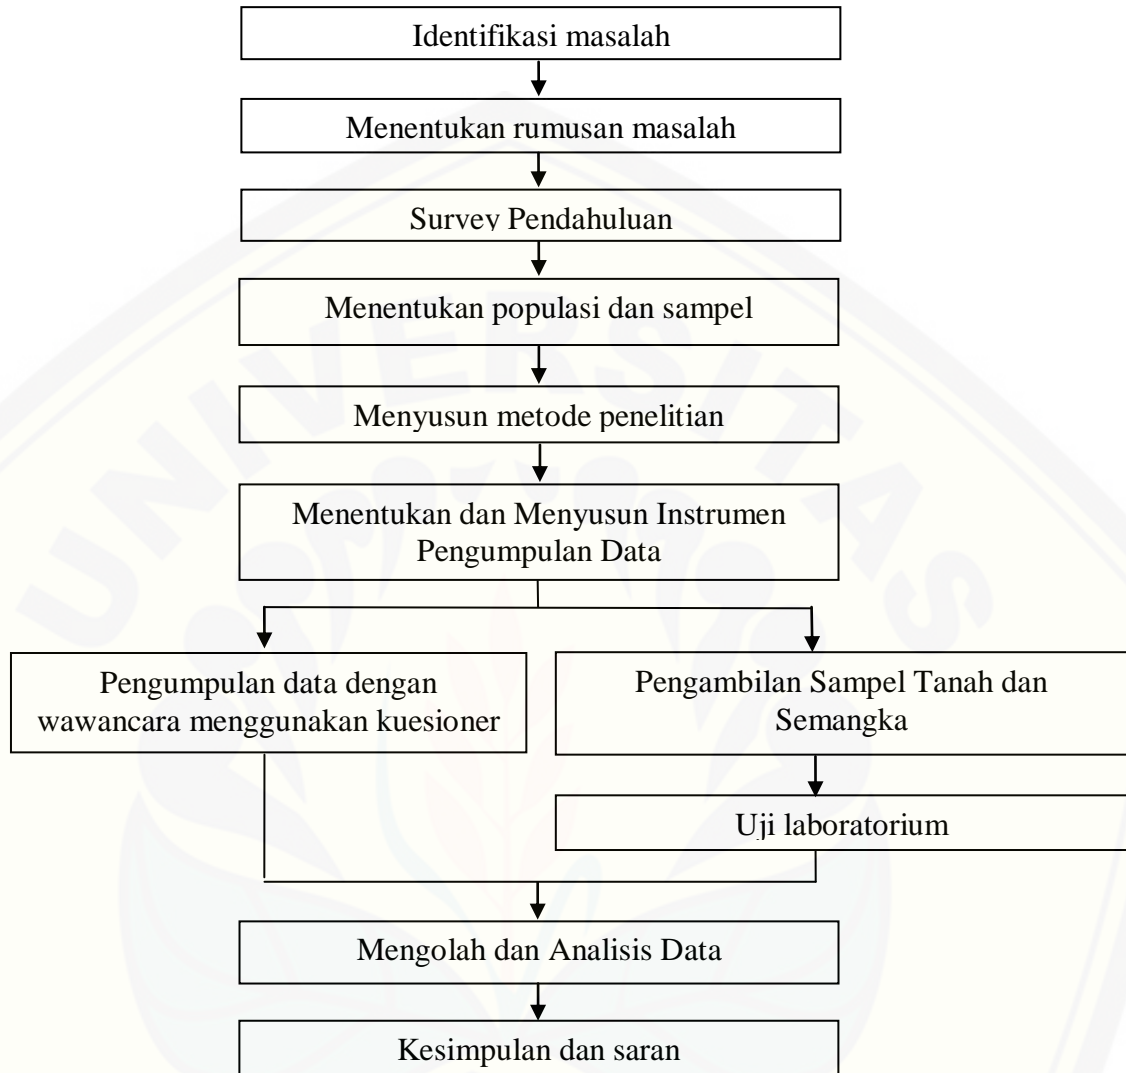 Identifikasi masalah
Menentukan rumusan masalah
Survey Pendahuluan
Menentukan populasi dan sampel
Menyusun metode penelitian
Menentukan dan Menyusun Instrumen
Pengumpulan Data
Pengumpulan data dengan
wawancara menggunakan kuesioner
Pengambilan Sampel Tanah dan
Semangka
Uji laboratorium
Mengolah dan Analisis Data
Kesimpulan dan saran
UNIVERSITAS